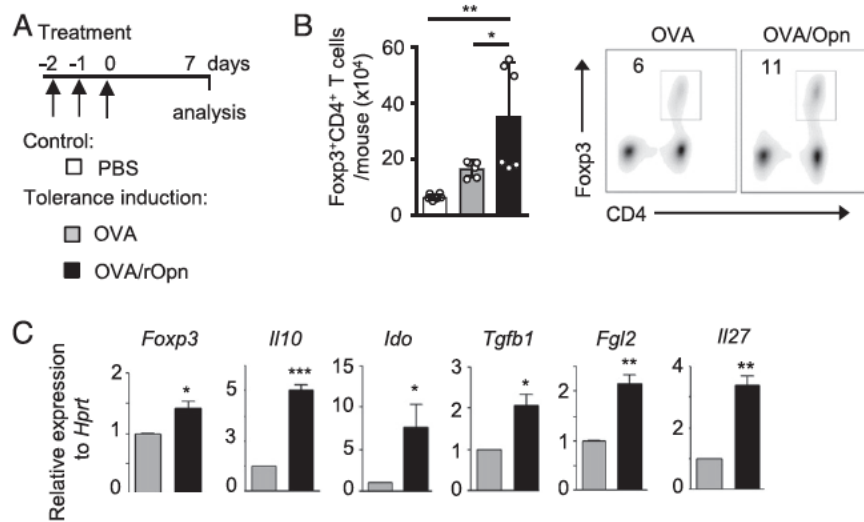 A Treatment
-2 -1 0 7 days
analysis
Control:
PBS
Tolerance induction:
OVA
OVA/rOpn
B
Foxp3+CD4+ T cells
/mouse (x10⁴)
60
40
20
0
**
*
OVA OVA/Opn
6 11
Foxp3
CD4
C
Relative expression
to Hprt
Foxp3 Il10 Ido Tgfb1 Fgl2 Il27
* *** * * ** **
2
1
0
5
3
0
15
10
5
0
3
2
1
0
2
1
0
4
2
0